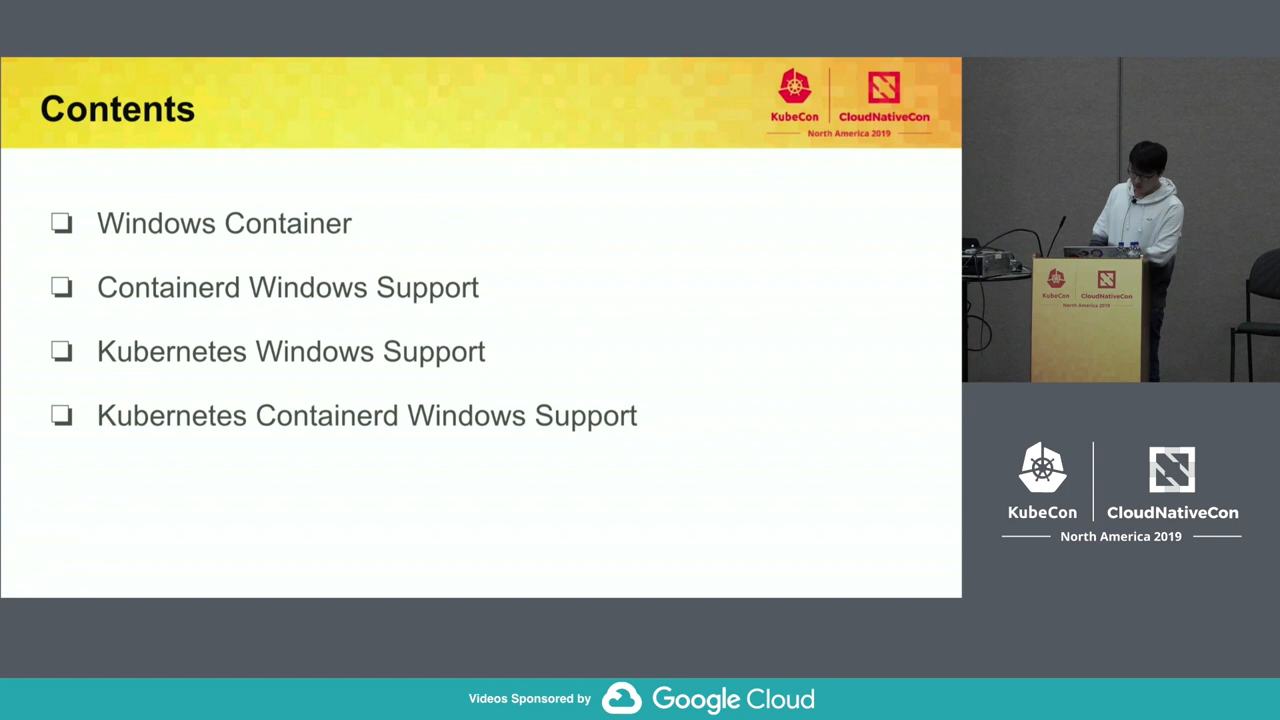 Contents
KubeCon
CloudNativeCon
North America 2019
Windows Container
Containerd Windows Support
Kubernetes Windows Support
Kubernetes Containerd Windows Support
KubeCon
CloudNativeCon
North America 2019
KubeCon
CloudNativeCon
North America 2019
Videos Sponsored by
Google Cloud